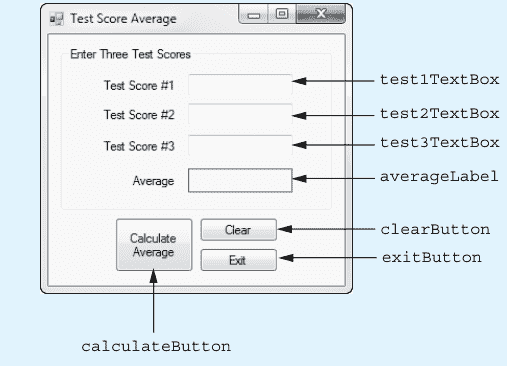 Test Score Average
Enter Three Test Scores
Test Score #1
test1TextBox
Test Score #2
test2TextBox
Test Score #3
test3TextBox
Average
averageLabel
Calculate
Average
Clear
clearButton
Exit
exitButton
calculateButton